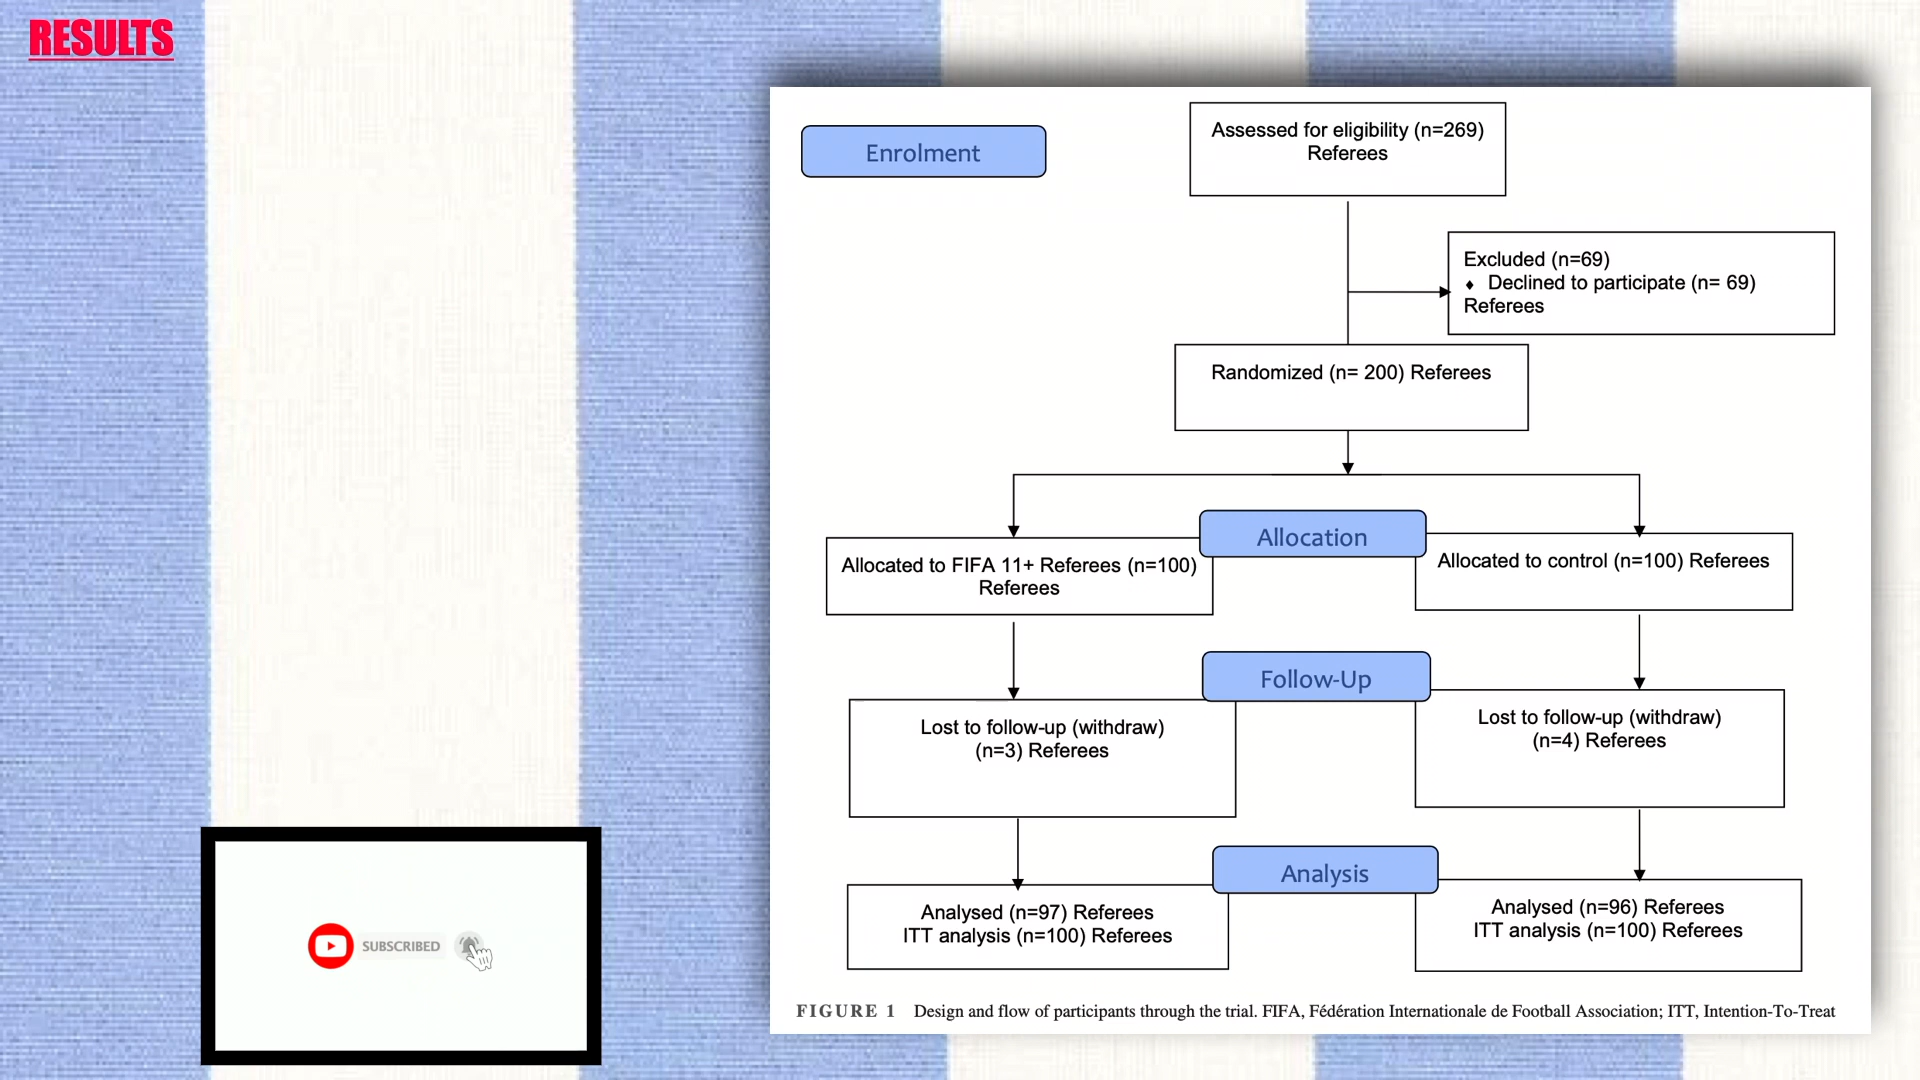 RESULTS
Enrolment
Assessed for eligibility (n=269)
Referees
Excluded (n=69)
♦ Declined to participate (n= 69)
Referees
Randomized (n= 200) Referees
Allocation
Allocated to FIFA 11+ Referees (n=100)
Referees
Allocated to control (n=100) Referees
Follow-Up
Lost to follow-up (withdraw)
(n=3) Referees
Lost to follow-up (withdraw)
(n=4) Referees
Analysis
Analysed (n=97) Referees
ITT analysis (n=100) Referees
Analysed (n=96) Referees
ITT analysis (n=100) Referees
SUBSCRIBED
FIGURE 1 Design and flow of participants through the trial. FIFA, Fédération Internationale de Football Association; ITT, Intention-To-Treat